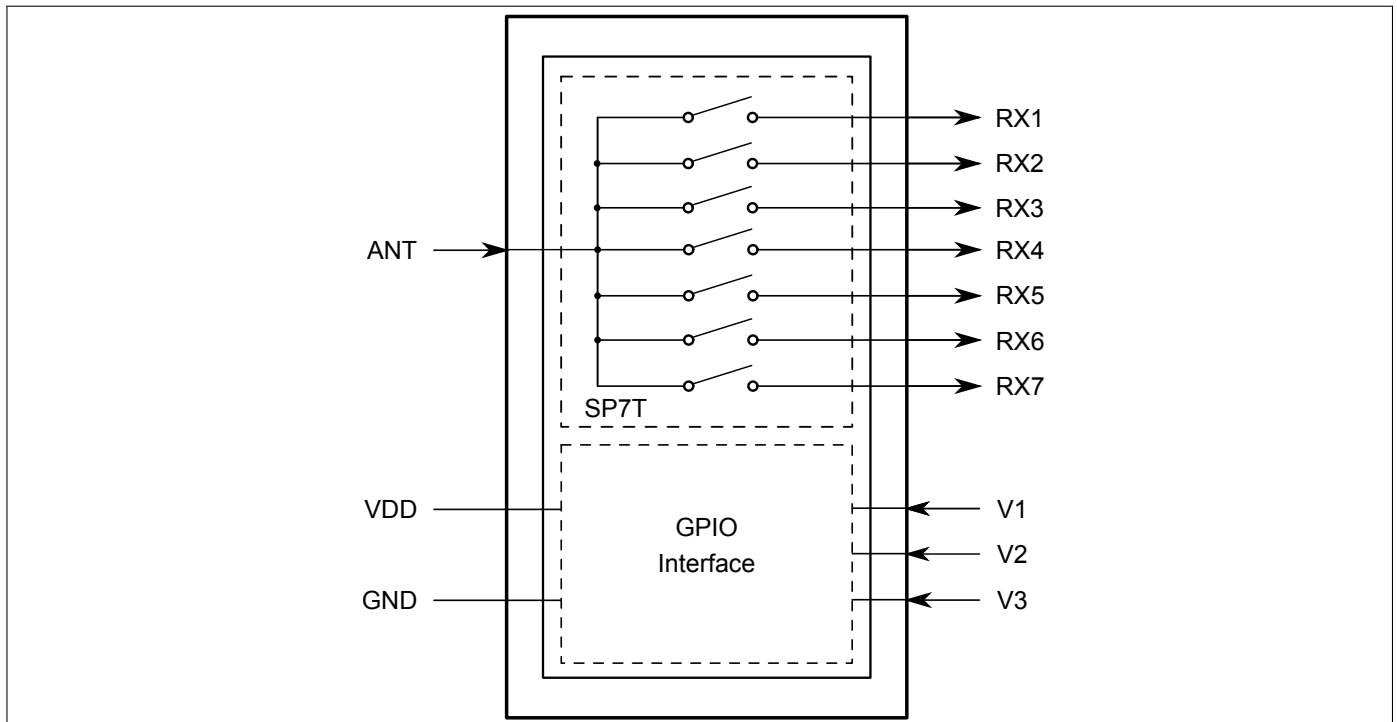 RX1
RX2
RX3
ANT
RX4
RX5
RX6
RX7
SP7T
VDD
GPIO
Interface
V1
V2
GND
V3